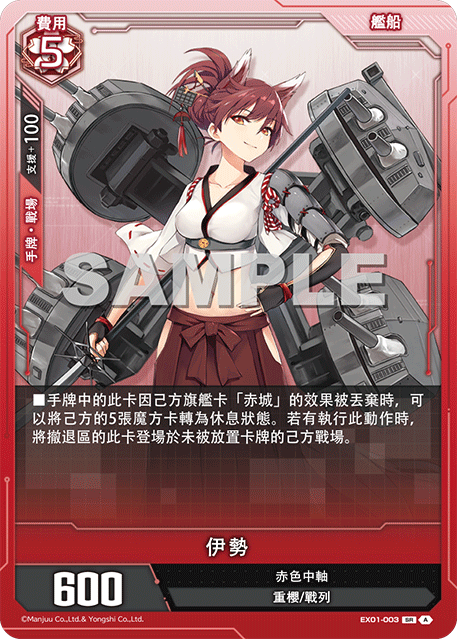 費用
5
艦船
支援+100
手牌・戰場
SAMPLE
■手牌中的此卡因己方旗艦卡「赤城」的效果被丟棄時，可
以將己方的5張魔方卡轉為休息狀態。若有執行此動作時，
將撤退區的此卡登場於未被放置卡牌的己方戰場。
伊勢
600
赤色中軸
重櫻/戰列
©Manjuu Co.,Ltd.& Yongshi Co.,Ltd.
EX01-003 SR A